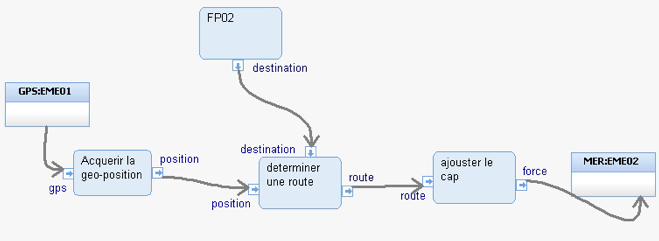 FP02
destination
GPS:EME01
destination
Acquerir la
geo-position
position
gps
determiner
une route
position
route
ajouster le
cap
route
force
MER:EME02